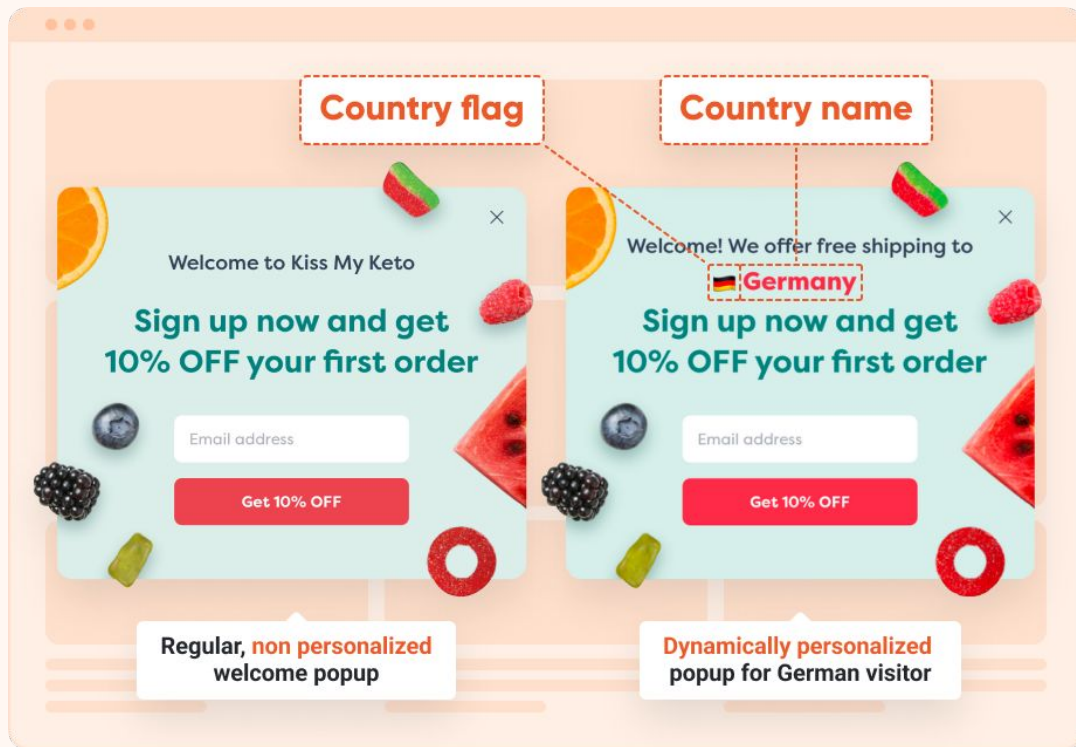 Country flag
Country name
Welcome to Kiss My Keto
Sign up now and get
10% OFF your first order
Email address
Get 10% OFF
Welcome! We offer free shipping to
Germany
Sign up now and get
10% OFF your first order
Email address
Get 10% OFF
Regular, non personalized
welcome popup
Dynamically personalized
popup for German visitor